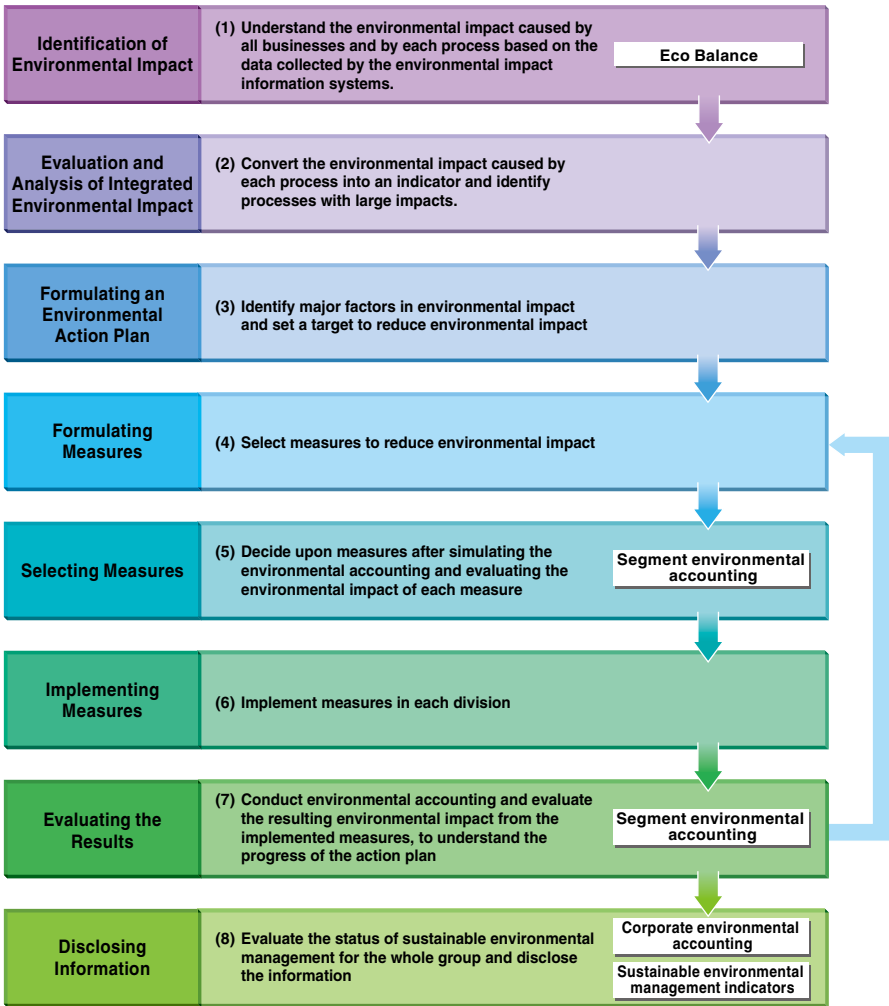 Identification of
Environmental Impact
(1) Understand the environmental impact caused by
all businesses and by each process based on the
data collected by the environmental impact
information systems.
Eco Balance
Evaluation and
Analysis of Integrated
Environmental Impact
(2) Convert the environmental impact caused by
each process into an indicator and identify
processes with large impacts.
Formulating an
Environmental
Action Plan
(3) Identify major factors in environmental impact
and set a target to reduce environmental impact
Formulating
Measures
(4) Select measures to reduce environmental impact
Selecting Measures
(5) Decide upon measures after simulating the
environmental accounting and evaluating the
environmental impact of each measure
Segment environmental
accounting
Implementing
Measures
(6) Implement measures in each division
Evaluating the
Results
(7) Conduct environmental accounting and evaluate
the resulting environmental impact from the
implemented measures, to understand the
progress of the action plan
Segment environmental
accounting
Disclosing
Information
(8) Evaluate the status of sustainable environmental
management for the whole group and disclose
the information
Corporate environmental
accounting
Sustainable environmental
management indicators